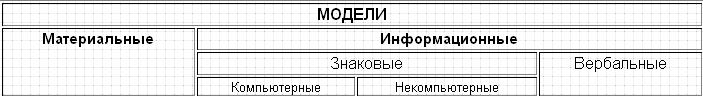 МОДЕЛИ
Материальные
Информационные
Знаковые
Вербальные
Компьютерные
Некомпьютерные